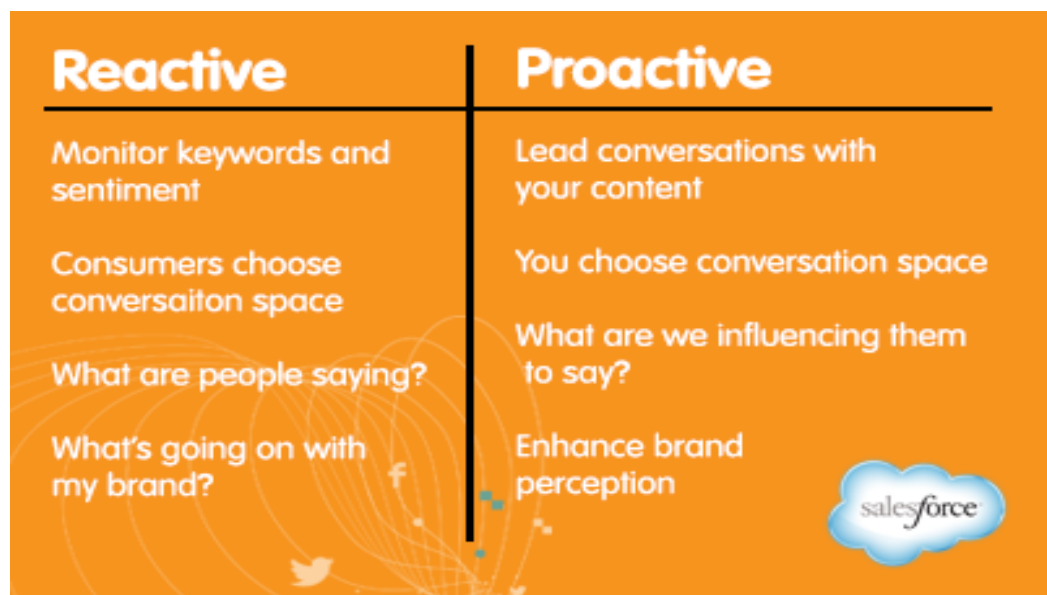 Reactive
Monitor keywords and
sentiment
Consumers choose
conversaiton space
What are people saying?
What's going on with
my brand?
Proactive
Lead conversations with
your content
You choose conversation space
What are we influencing them
to say?
Enhance brand
perception
salesforce